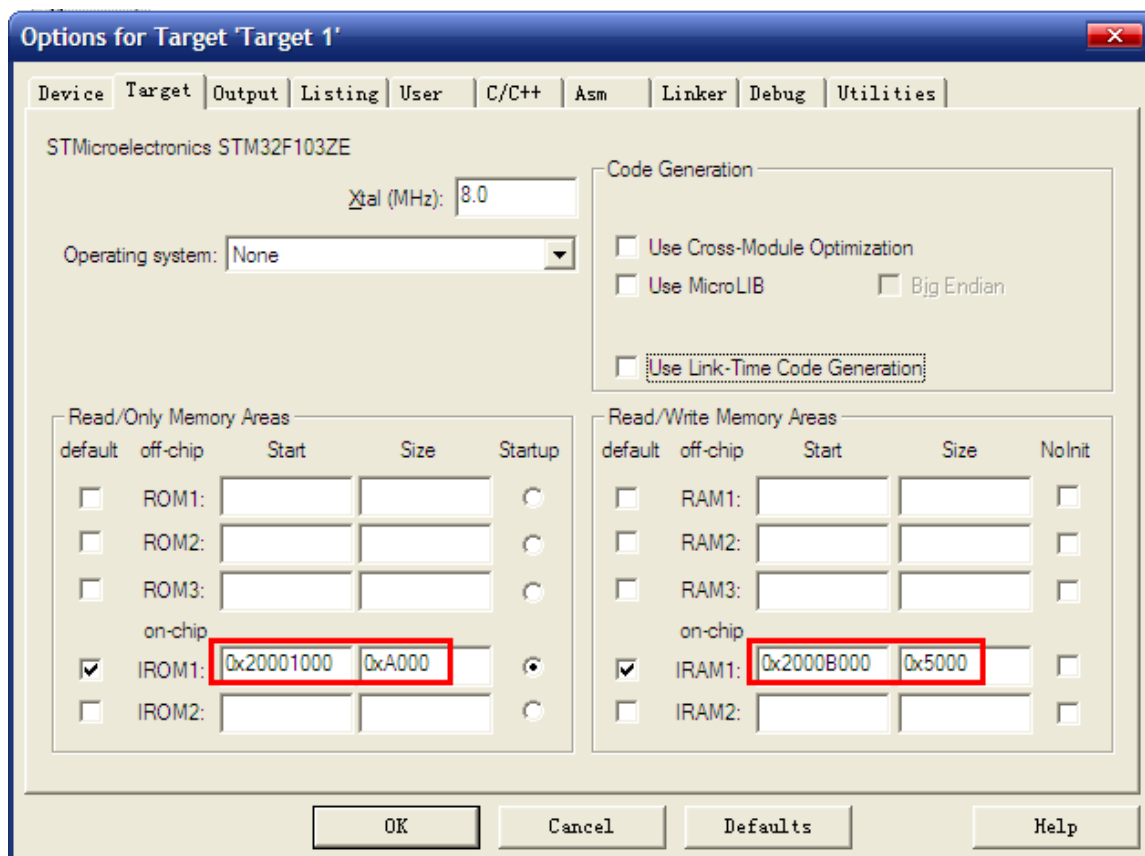 Options for Target 'Target 1'
Device Target Output Listing User C/C++ Asm Linker Debug Utilities
STMicroelectronics STM32F103ZE
Xtal (MHz): 8.0
Operating system: None
Code Generation
Use Cross-Module Optimization
Use MicroLIB Big Endian
Use Link-Time Code Generation
Read/Only Memory Areas
default off-chip Start Size Startup
ROM1:
ROM2:
ROM3:
on-chip
IROM1: 0x20001000 0xA000
IROM2:
Read/Write Memory Areas
default off-chip Start Size NoInit
RAM1:
RAM2:
RAM3:
on-chip
IRAM1: 0x2000B000 0x5000
IRAM2:
OK Cancel Defaults Help